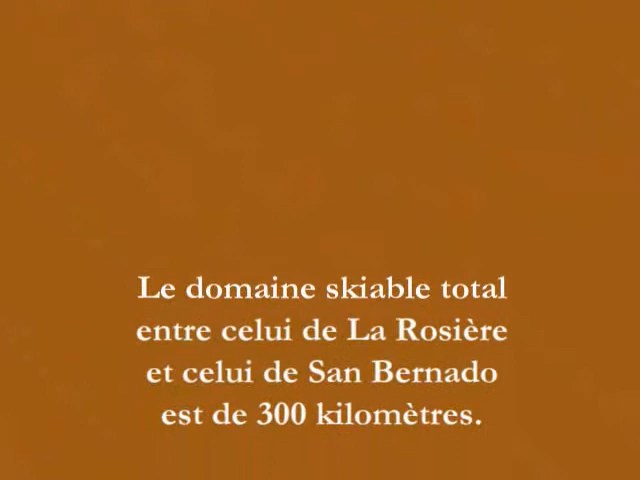 Le domaine skiable total
entre celui de La Rosière
et celui de San Bernado
est de 300 kilomètres.